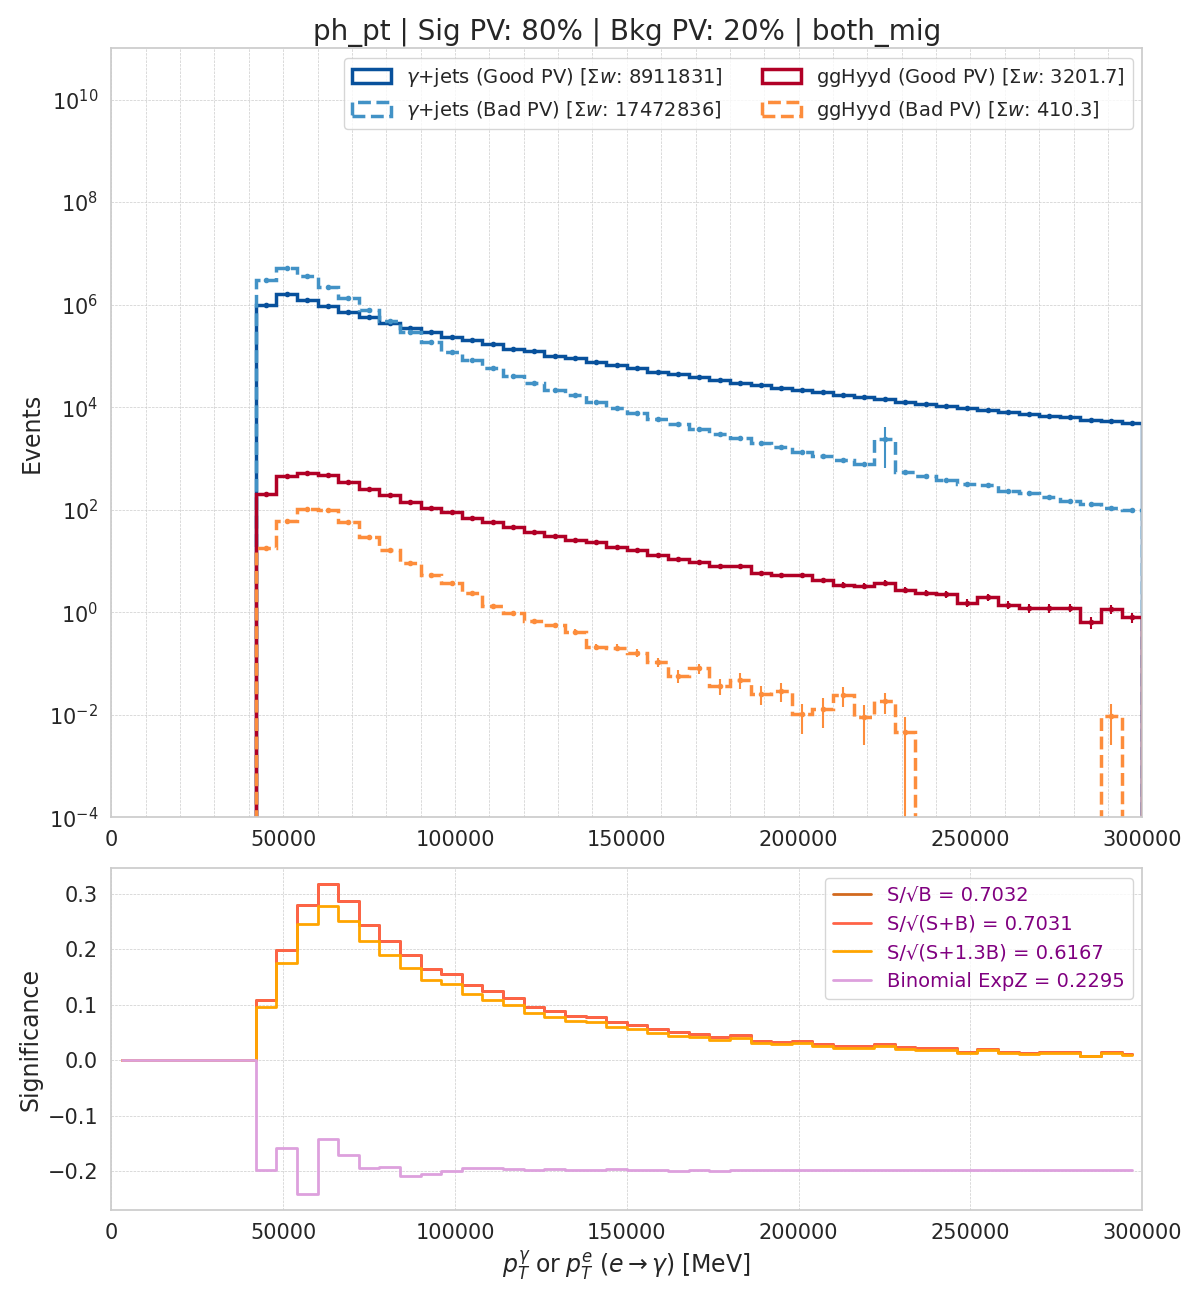 ph_pt | Sig PV: 80% | Bkg PV: 20% | both_mig
γ+jets (Good PV) [Σw: 8911831]
γ+jets (Bad PV) [Σw: 17472836]
ggHyyd (Good PV) [Σw: 3201.7]
ggHyyd (Bad PV) [Σw: 410.3]
Events
10^10
10^8
10^6
10^4
10^2
10^0
10^−2
10^−4
0 50000 100000 150000 200000 250000 300000
S/√B = 0.7032
S/√(S+B) = 0.7031
S/√(S+1.3B) = 0.6167
Binomial ExpZ = 0.2295
Significance
0.3
0.2
0.1
0.0
−0.1
−0.2
0 50000 100000 150000 200000 250000 300000
p_T^γ or p_T^e (e→γ) [MeV]